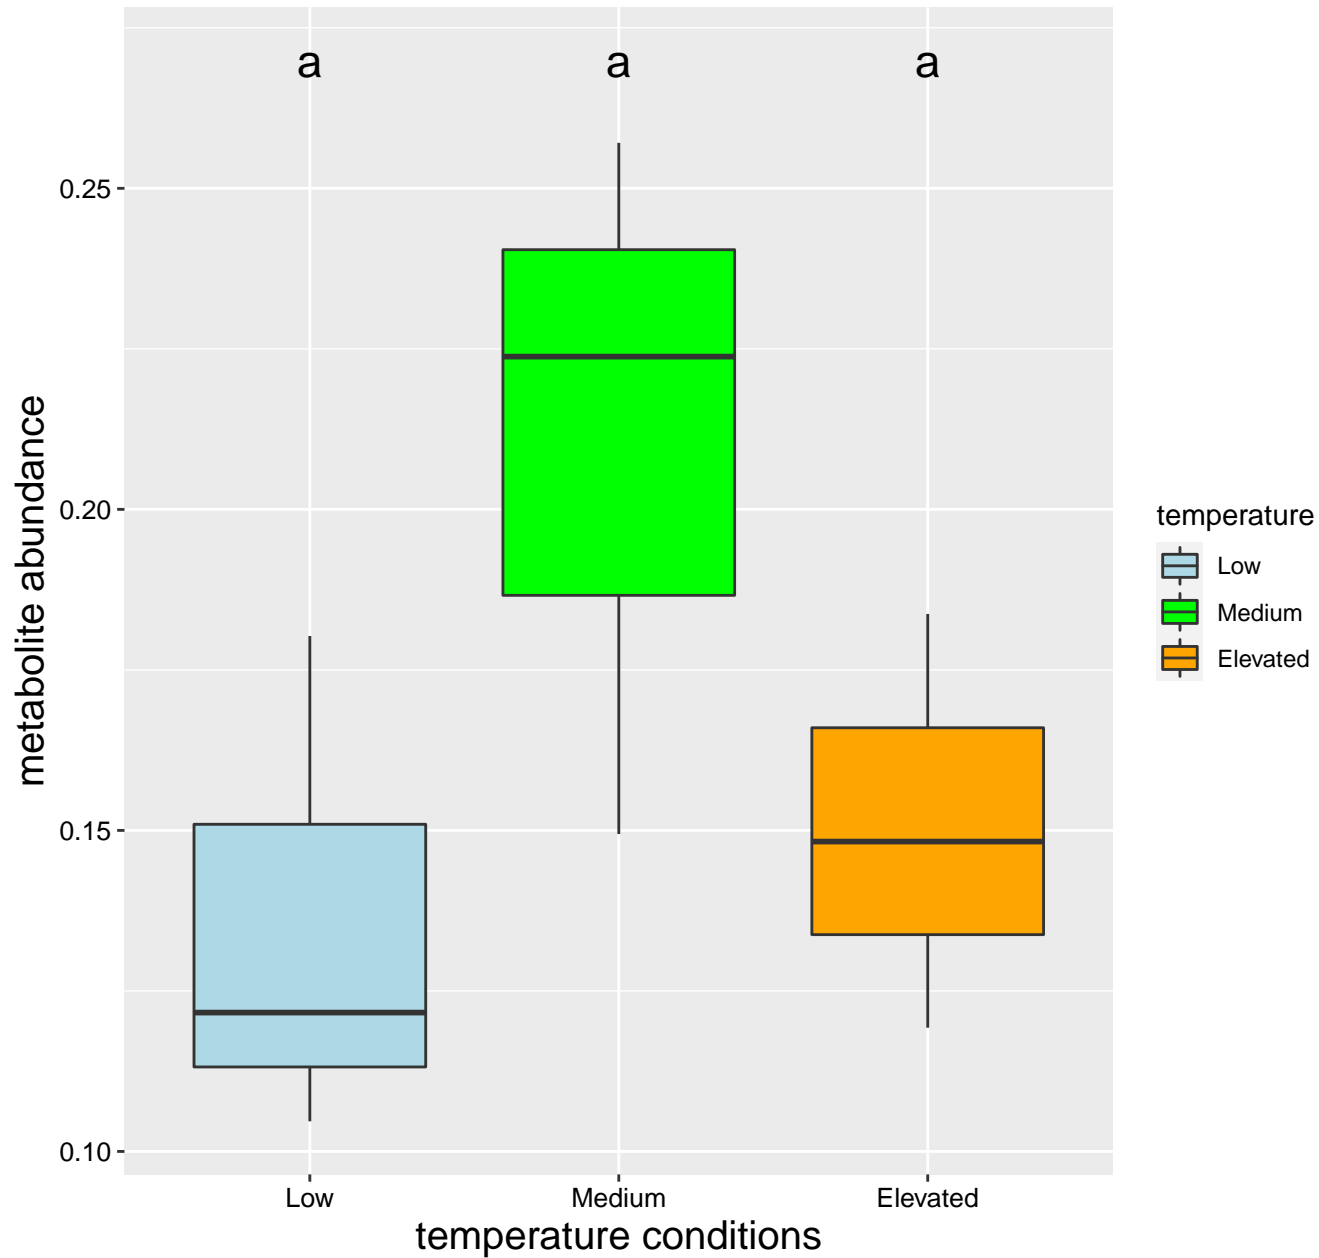 a a a
0.25
0.20
0.15
0.10
metabolite abundance
Low Medium Elevated
temperature conditions
temperature
Low
Medium
Elevated